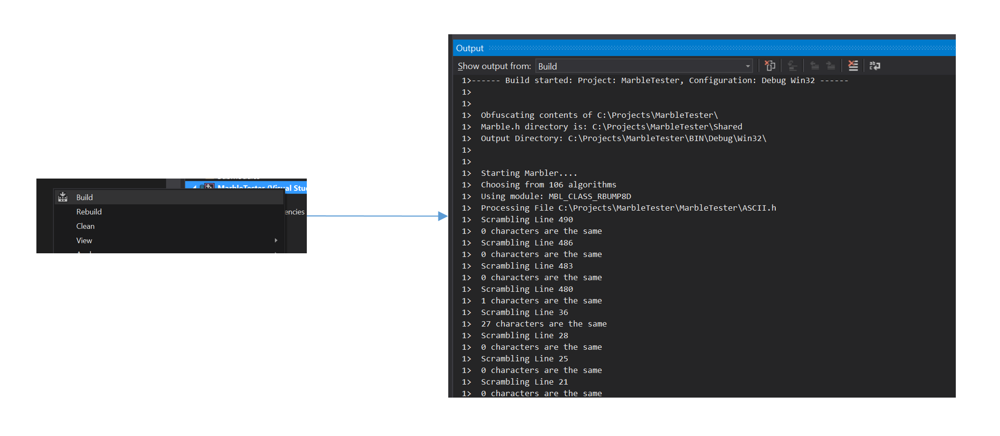 MarbleTester (Visual Stu
Build
Rebuild
encies
Clean
View
Output
Show output from: Build
1>------ Build started: Project: MarbleTester, Configuration: Debug Win32 ------
1>
1>
1> Obfuscating contents of C:\Projects\MarbleTester\
1> Marble.h directory is: C:\Projects\MarbleTester\Shared
1> Output Directory: C:\Projects\MarbleTester\BIN\Debug\Win32\
1>
1>
1> Starting Marbler....
1> Choosing from 106 algorithms
1> Using module: MBL_CLASS_RBUMP8D
1> Processing File C:\Projects\MarbleTester\MarbleTester\ASCII.h
1> Scrambling Line 490
1> 0 characters are the same
1> Scrambling Line 486
1> 0 characters are the same
1> Scrambling Line 483
1> 0 characters are the same
1> Scrambling Line 480
1> 1 characters are the same
1> Scrambling Line 36
1> 27 characters are the same
1> Scrambling Line 28
1> 0 characters are the same
1> Scrambling Line 25
1> 0 characters are the same
1> Scrambling Line 21
1> 0 characters are the same